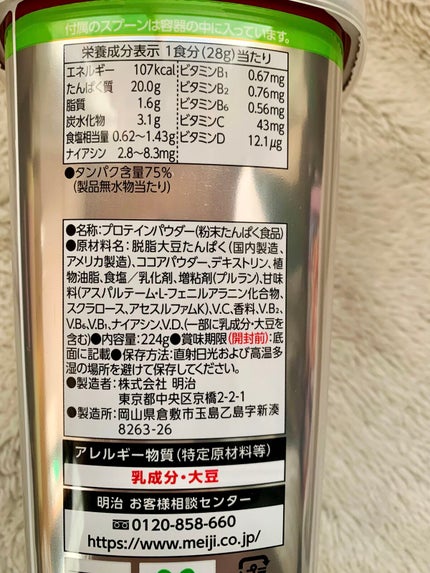 付属のスプーンは容器の中に入っています。
栄養成分表示 1食分(28g)当たり
エネルギー 107kcal ビタミンB₁ 0.67mg
たんぱく質 20.0g ビタミンB₂ 0.76mg
脂質 1.6g ビタミンB₆ 0.56mg
炭水化物 3.1g ビタミンC 43mg
食塩相当量 0.62〜1.43g ビタミンD 12.1μg
ナイアシン 2.8〜8.3mg
●タンパク含量75%
(製品無水物当たり)
●名称:プロテインパウダー(粉末たんぱく食品)
●原材料名:脱脂大豆たんぱく(国内製造、
アメリカ製造)、ココアパウダー、デキストリン、植
物油脂、食塩/乳化剤、増粘剤(プルラン)、甘味
料(アスパルテーム・L-フェニルアラニン化合物、
スクラロース、アセスルファムK)、V.C、香料、V.B₂、
V.B₆、V.B₁、ナイアシン、V.D、(一部に乳成分・大豆を
含む)●内容量:224g●賞味期限(開封前):底
面に記載●保存方法:直射日光および高温多
湿の場所を避けて保存してください。
●製造者:株式会社 明治
東京都中央区京橋2-2-1
●製造所:岡山県倉敷市玉島乙島字新湊
8263-26
アレルギー物質(特定原材料等)
乳成分・大豆
明治 お客様相談センター
0120-858-660
https://www.meiji.co.jp/